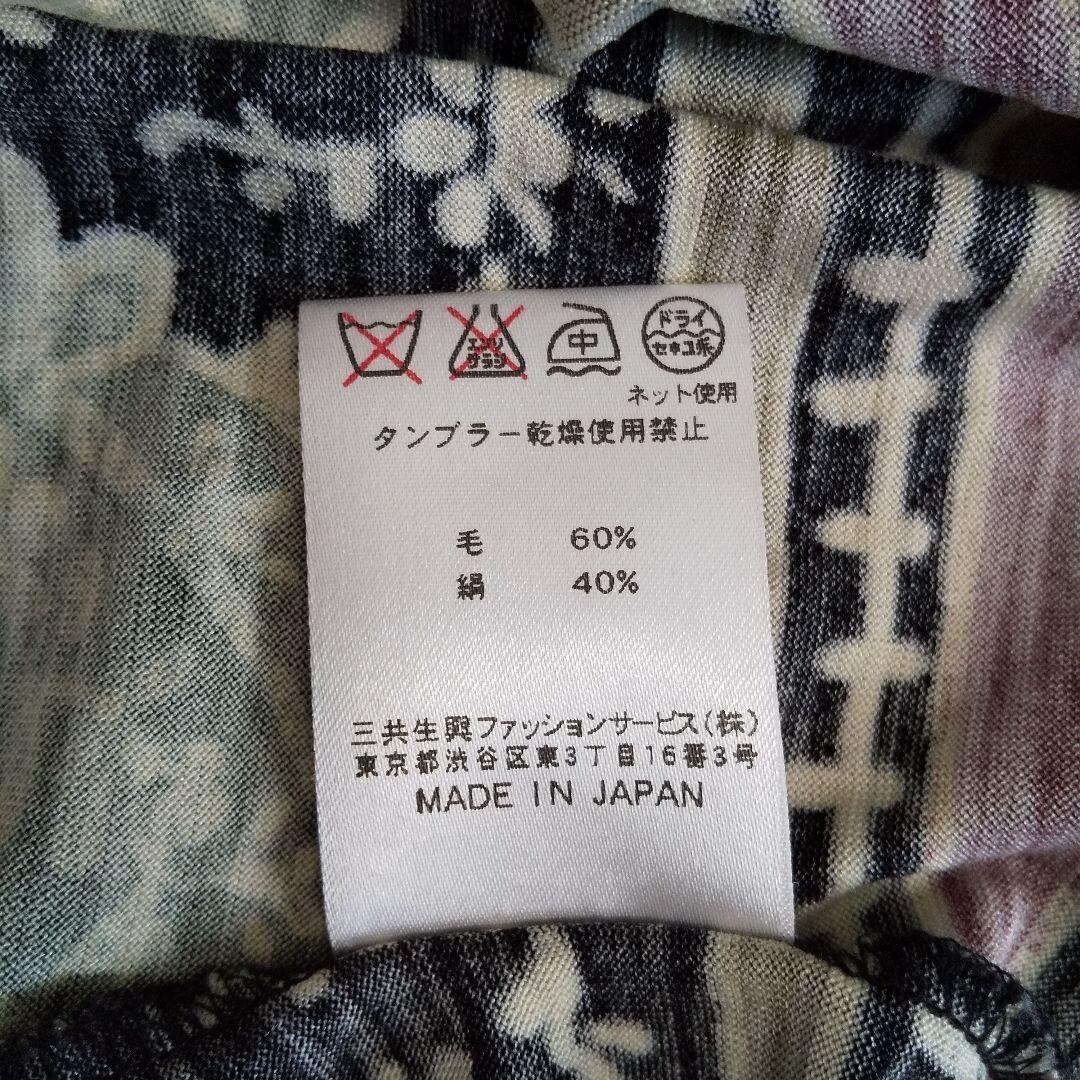 エンソ 中 ドライ
サラシ セキユ系
ネット使用
タンブラー乾燥使用禁止
毛 60%
絹 40%
三共生興ファッションサービス(株)
東京都渋谷区東3丁目16番3号
MADE IN JAPAN